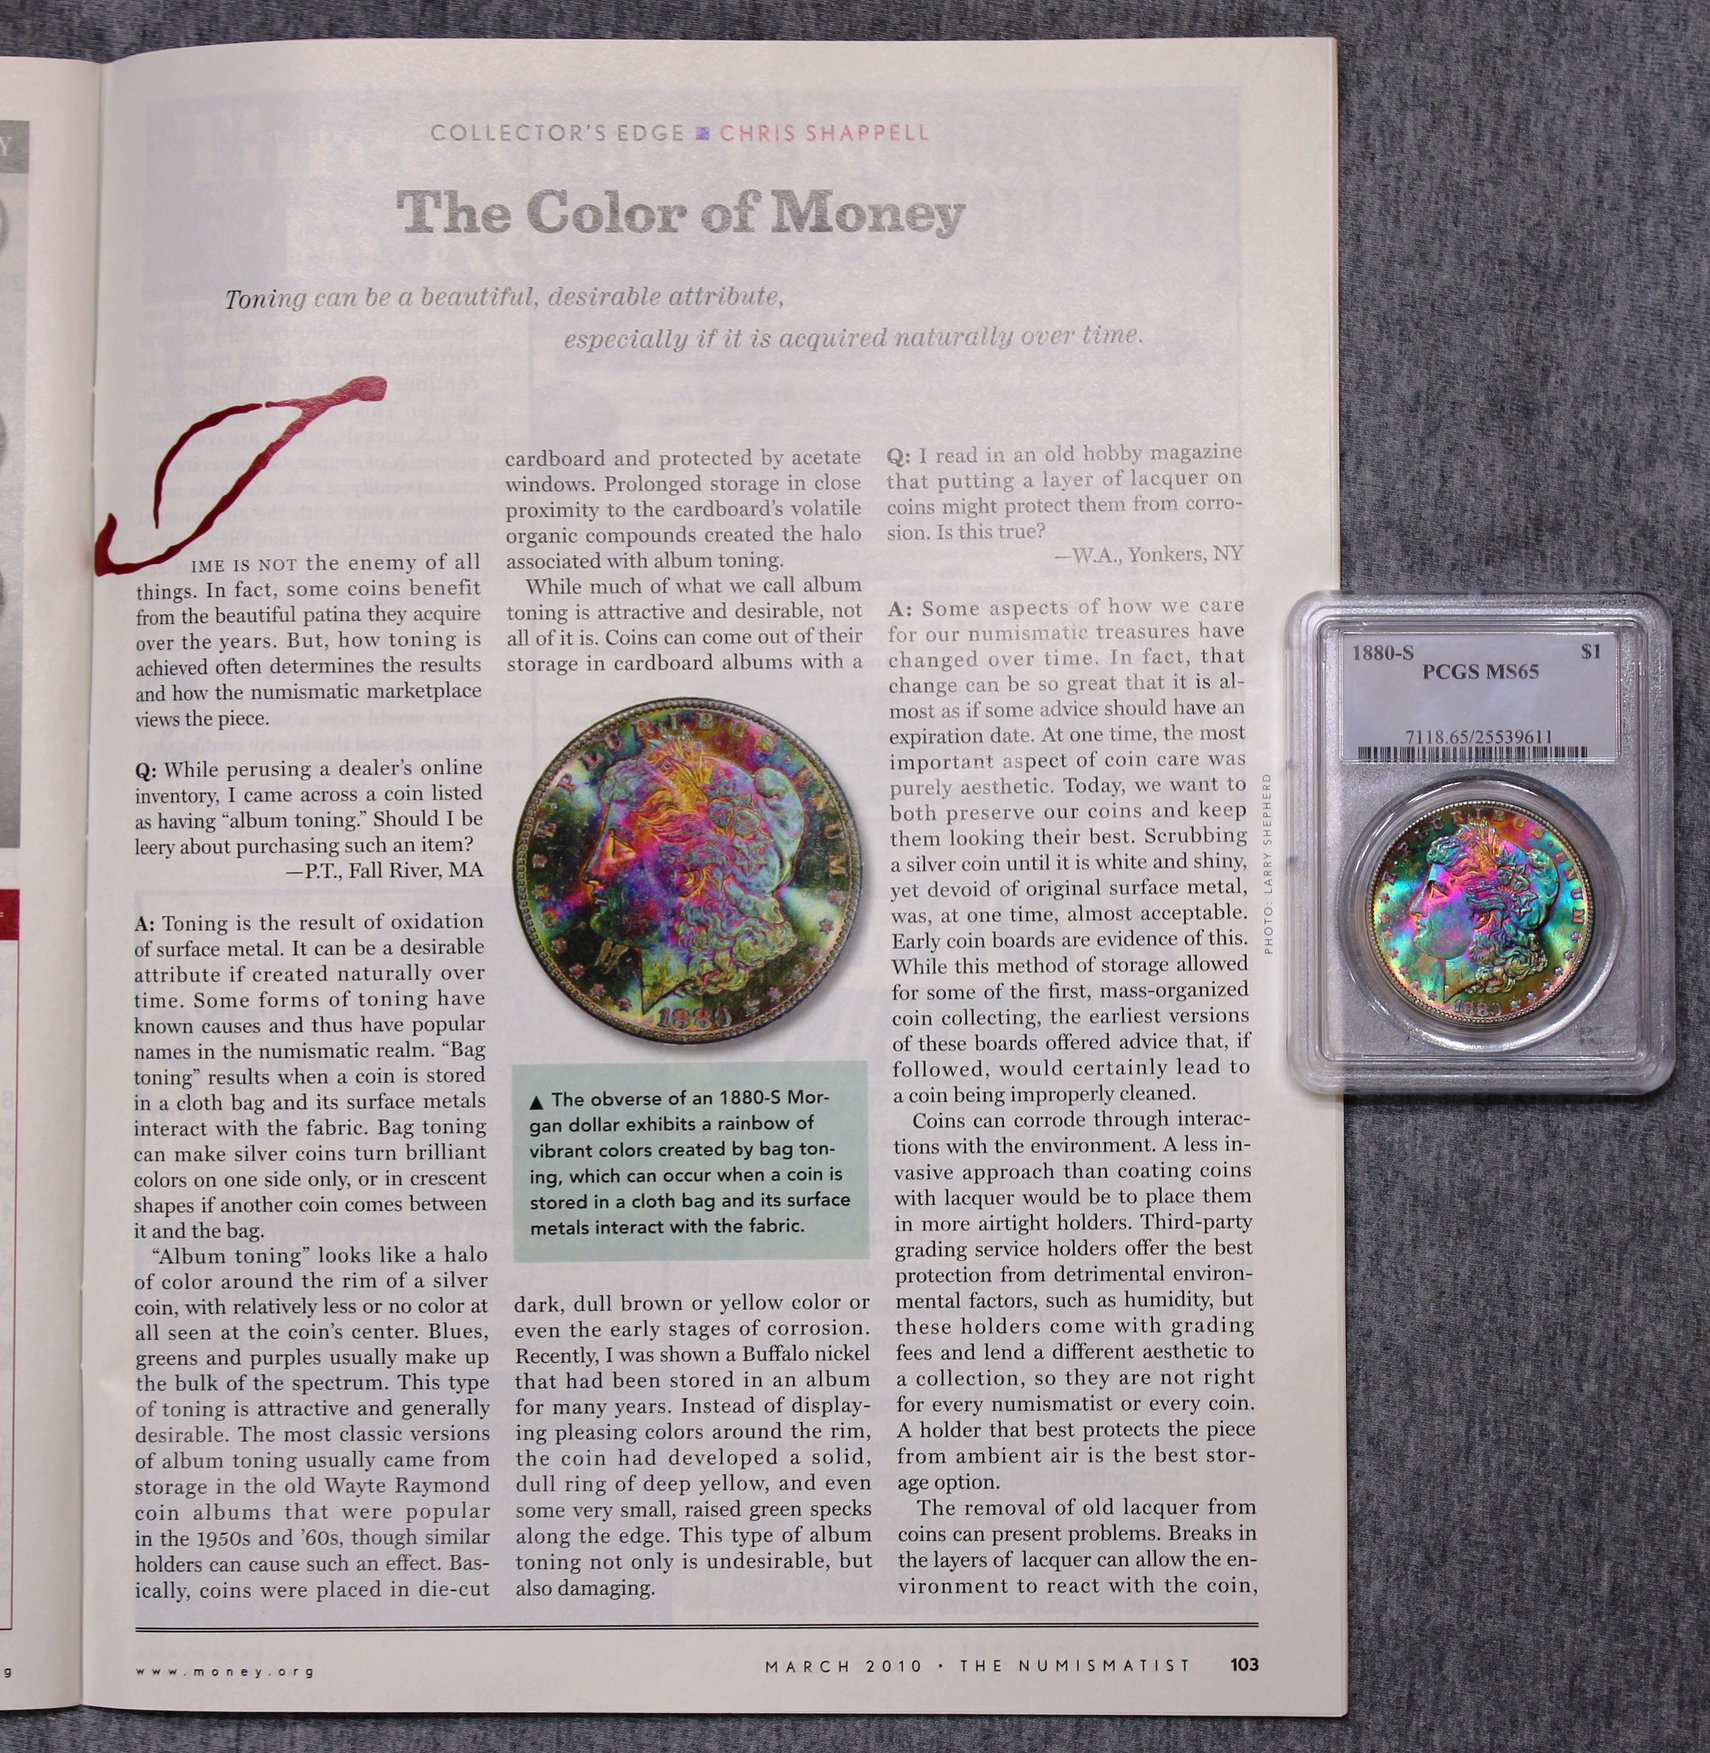 COLLECTOR'S EDGE ■ CHRIS SHAPPELL
The Color of Money
Toning can be a beautiful, desirable attribute,
especially if it is acquired naturally over time.
IME IS NOT the enemy of all
things. In fact, some coins benefit
from the beautiful patina they acquire
over the years. But, how toning is
achieved often determines the results
and how the numismatic marketplace
views the piece.
Q: While perusing a dealer's online
inventory, I came across a coin listed
as having “album toning.” Should I be
leery about purchasing such an item?
—P.T., Fall River, MA
A: Toning is the result of oxidation
of surface metal. It can be a desirable
attribute if created naturally over
time. Some forms of toning have
known causes and thus have popular
names in the numismatic realm. “Bag
toning” results when a coin is stored
in a cloth bag and its surface metals
interact with the fabric. Bag toning
can make silver coins turn brilliant
colors on one side only, or in crescent
shapes if another coin comes between
it and the bag.
“Album toning” looks like a halo
of color around the rim of a silver
coin, with relatively less or no color at
all seen at the coin's center. Blues,
greens and purples usually make up
the bulk of the spectrum. This type
of toning is attractive and generally
desirable. The most classic versions
of album toning usually came from
storage in the old Wayte Raymond
coin albums that were popular
in the 1950s and '60s, though similar
holders can cause such an effect. Bas-
ically, coins were placed in die-cut
cardboard and protected by acetate
windows. Prolonged storage in close
proximity to the cardboard's volatile
organic compounds created the halo
associated with album toning.
While much of what we call album
toning is attractive and desirable, not
all of it is. Coins can come out of their
storage in cardboard albums with a
E·PLURIBUS·UNUM
1880
▲ The obverse of an 1880-S Mor-
gan dollar exhibits a rainbow of
vibrant colors created by bag ton-
ing, which can occur when a coin is
stored in a cloth bag and its surface
metals interact with the fabric.
dark, dull brown or yellow color or
even the early stages of corrosion.
Recently, I was shown a Buffalo nickel
that had been stored in an album
for many years. Instead of display-
ing pleasing colors around the rim,
the coin had developed a solid,
dull ring of deep yellow, and even
some very small, raised green specks
along the edge. This type of album
toning not only is undesirable, but
also damaging.
Q: I read in an old hobby magazine
that putting a layer of lacquer on
coins might protect them from corro-
sion. Is this true?
—W.A., Yonkers, NY
A: Some aspects of how we care
for our numismatic treasures have
changed over time. In fact, that
change can be so great that it is al-
most as if some advice should have an
expiration date. At one time, the most
important aspect of coin care was
purely aesthetic. Today, we want to
both preserve our coins and keep
them looking their best. Scrubbing
a silver coin until it is white and shiny,
yet devoid of original surface metal,
was, at one time, almost acceptable.
Early coin boards are evidence of this.
While this method of storage allowed
for some of the first, mass-organized
coin collecting, the earliest versions
of these boards offered advice that, if
followed, would certainly lead to
a coin being improperly cleaned.
Coins can corrode through interac-
tions with the environment. A less in-
vasive approach than coating coins
with lacquer would be to place them
in more airtight holders. Third-party
grading service holders offer the best
protection from detrimental environ-
mental factors, such as humidity, but
these holders come with grading
fees and lend a different aesthetic to
a collection, so they are not right
for every numismatist or every coin.
A holder that best protects the piece
from ambient air is the best stor-
age option.
The removal of old lacquer from
coins can present problems. Breaks in
the layers of lacquer can allow the en-
vironment to react with the coin,
PHOTO: LARRY SHEPHERD
www.money.org
MARCH 2010 · THE NUMISMATIST 103
1880-S $1
PCGS MS65
7118.65/25539611
E·PLURIBUS·UNUM
1880